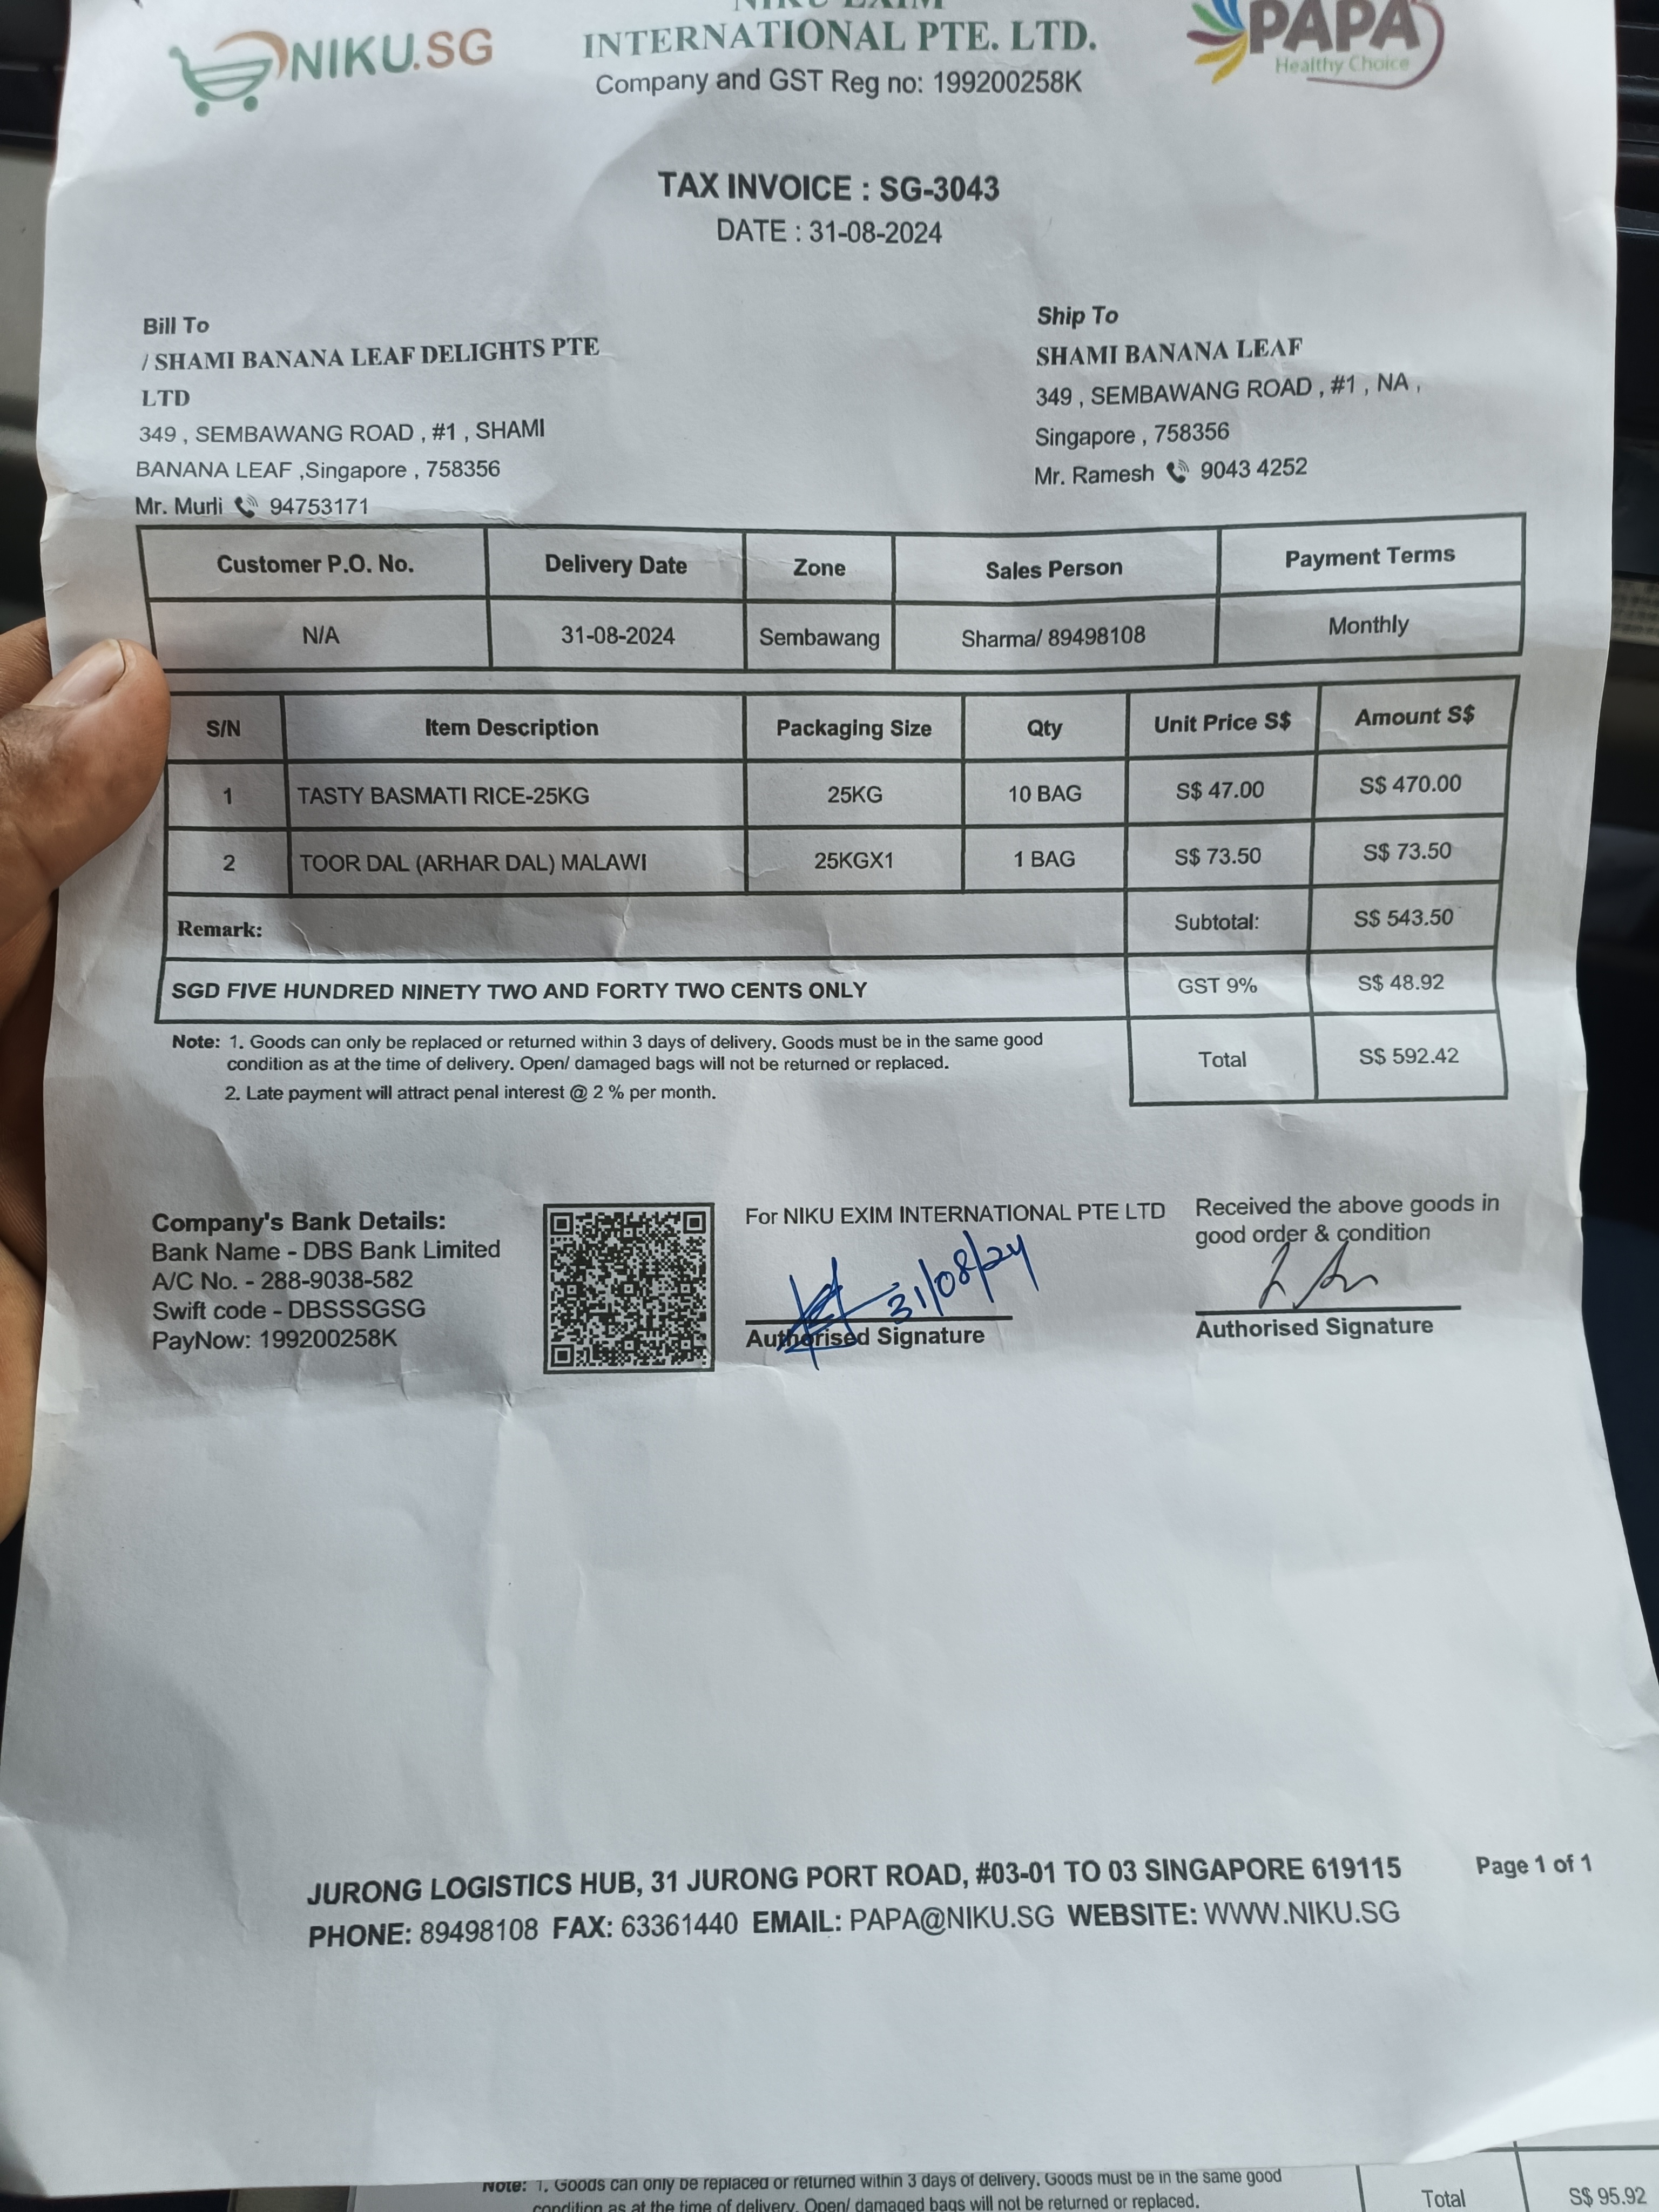 NIKU.SG
NIKU EXIM
INTERNATIONAL PTE. LTD.
Company and GST Reg no: 199200258K
PAPA
Healthy Choice
TAX INVOICE : SG-3043
DATE : 31-08-2024
Bill To
/ SHAMI BANANA LEAF DELIGHTS PTE
LTD
349 , SEMBAWANG ROAD , #1 , SHAMI
BANANA LEAF ,Singapore , 758356
Mr. Murli 94753171
Ship To
SHAMI BANANA LEAF
349 , SEMBAWANG ROAD , #1 , NA ,
Singapore , 758356
Mr. Ramesh 9043 4252
Customer P.O. No. Delivery Date Zone Sales Person Payment Terms
N/A 31-08-2024 Sembawang Sharma/ 89498108 Monthly
S/N Item Description Packaging Size Qty Unit Price S$ Amount S$
1 TASTY BASMATI RICE-25KG 25KG 10 BAG S$ 47.00 S$ 470.00
2 TOOR DAL (ARHAR DAL) MALAWI 25KGX1 1 BAG S$ 73.50 S$ 73.50
Remark: Subtotal: S$ 543.50
SGD FIVE HUNDRED NINETY TWO AND FORTY TWO CENTS ONLY GST 9% S$ 48.92
Total S$ 592.42
Note: 1. Goods can only be replaced or returned within 3 days of delivery. Goods must be in the same good
condition as at the time of delivery. Open/ damaged bags will not be returned or replaced.
2. Late payment will attract penal interest @ 2 % per month.
Company's Bank Details:
Bank Name - DBS Bank Limited
A/C No. - 288-9038-582
Swift code - DBSSSGSG
PayNow: 199200258K
For NIKU EXIM INTERNATIONAL PTE LTD
31/08/24
Authorised Signature
Received the above goods in
good order & condition
Authorised Signature
JURONG LOGISTICS HUB, 31 JURONG PORT ROAD, #03-01 TO 03 SINGAPORE 619115
Page 1 of 1
PHONE: 89498108 FAX: 63361440 EMAIL: PAPA@NIKU.SG WEBSITE: WWW.NIKU.SG
Note: 1. Goods can only be replaced or returned within 3 days of delivery. Goods must be in the same good
condition as at the time of delivery. Open/ damaged bags will not be returned or replaced.
Total S$ 95.92